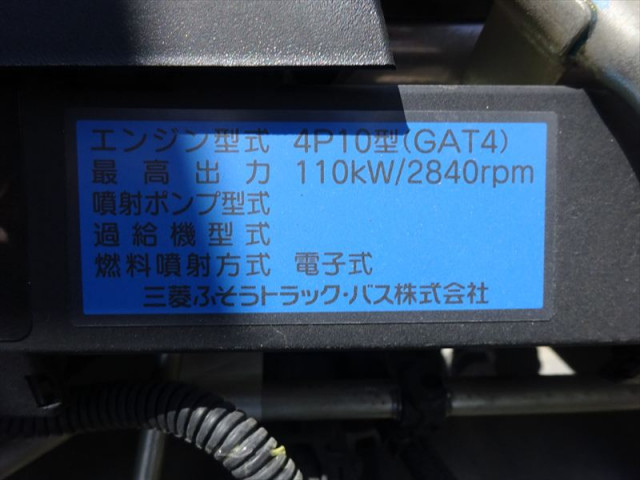 エンジン型式 4P10型(GAT4)
最高出力 110kW/2840rpm
噴射ポンプ型式
過給機型式
燃料噴射方式 電子式
三菱ふそうトラック・バス株式会社